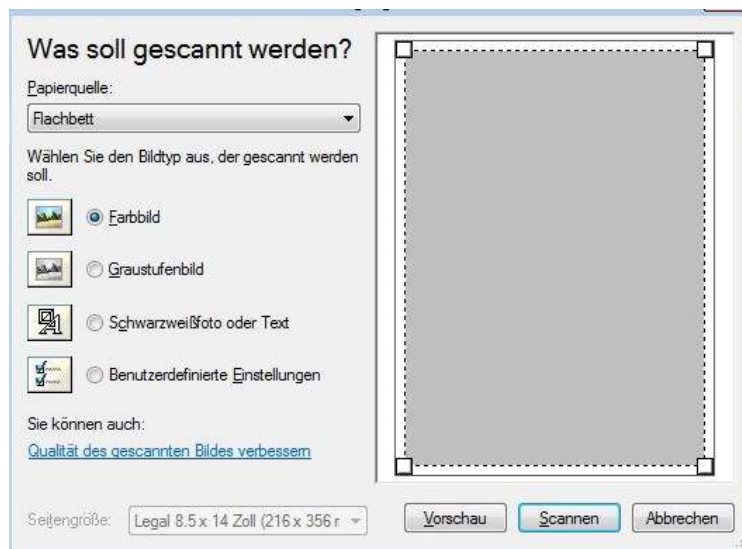 Was soll gescannt werden?
Papierquelle:
Flachbett
Wählen Sie den Bildtyp aus, der gescannt werden
soll.
Farbbild
Graustufenbild
Schwarzweißfoto oder Text
Benutzerdefinierte Einstellungen
Sie können auch:
Qualität des gescannten Bildes verbessern
Seitengröße: Legal 8.5 x 14 Zoll (216 x 356 r
Vorschau Scannen Abbrechen